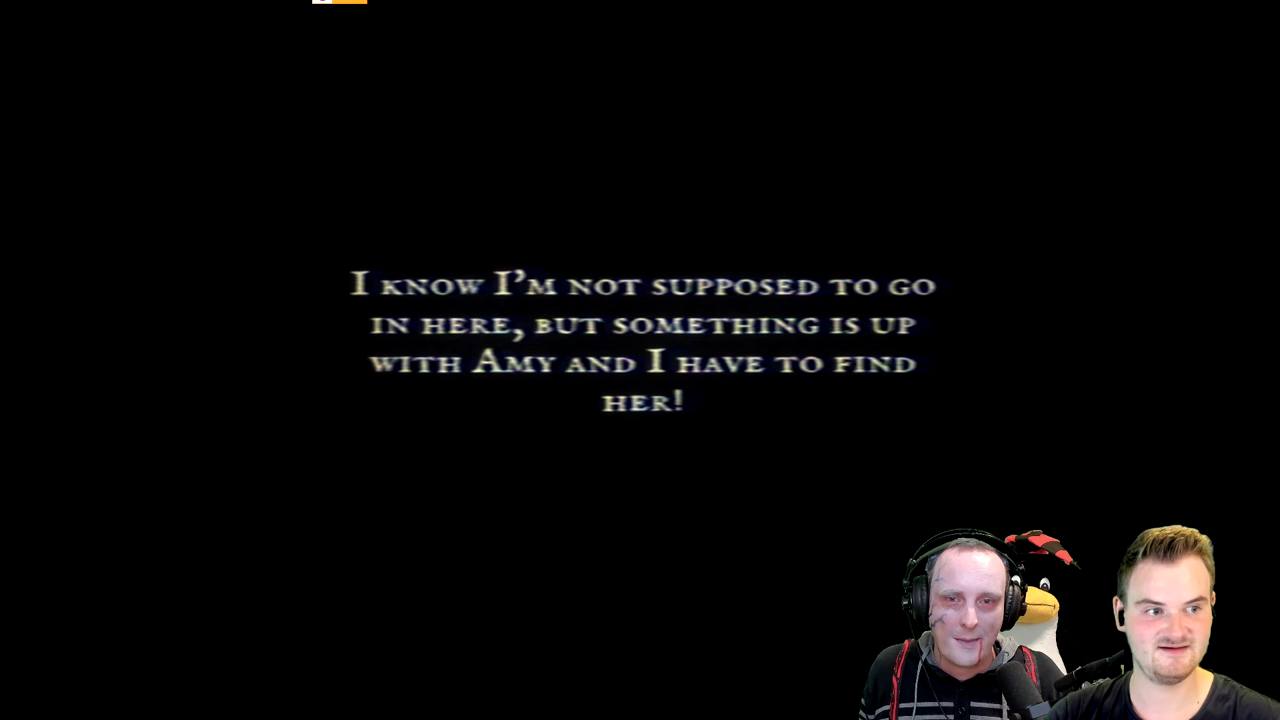 I KNOW I'M NOT SUPPOSED TO GO
IN HERE, BUT SOMETHING IS UP
WITH AMY AND I HAVE TO FIND
HER!